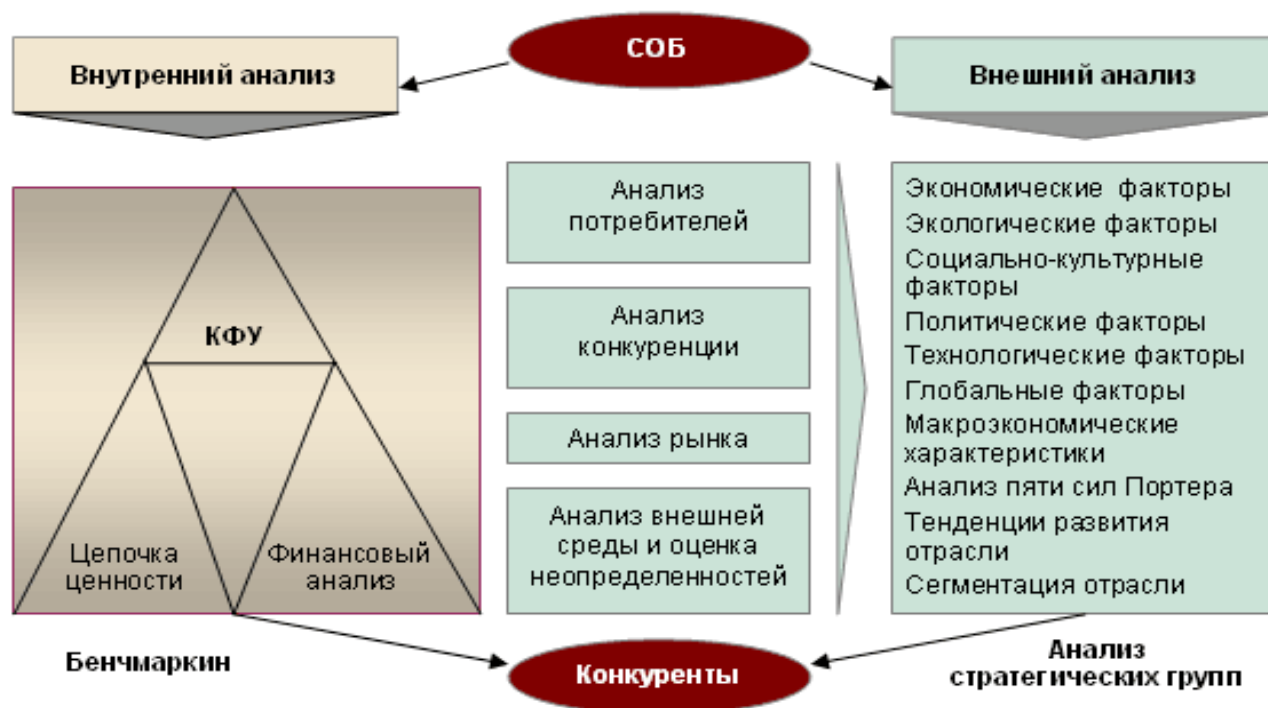 СОБ
Внутренний анализ
Внешний анализ
КФУ
Цепочка
ценности
Финансовый
анализ
Анализ
потребителей
Анализ
конкуренции
Анализ рынка
Анализ внешней
среды и оценка
неопределенностей
Экономические факторы
Экологические факторы
Социально-культурные
факторы
Политические факторы
Технологические факторы
Глобальные факторы
Макроэкономические
характеристики
Анализ пяти сил Портера
Тенденции развития
отрасли
Сегментация отрасли
Бенчмаркин
Конкуренты
Анализ
стратегических групп